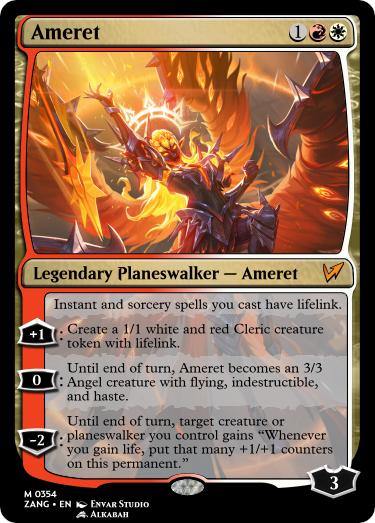 Ameret 1
Legendary Planeswalker — Ameret
Instant and sorcery spells you cast have lifelink.
+1: Create a 1/1 white and red Cleric creature
token with lifelink.
0: Until end of turn, Ameret becomes an 3/3
Angel creature with flying, indestructible,
and haste.
-2: Until end of turn, target creature or
planeswalker you control gains “Whenever
you gain life, put that many +1/+1 counters
on this permanent.”
3
M 0354
ZANG • EN Envar Studio
Alkabah